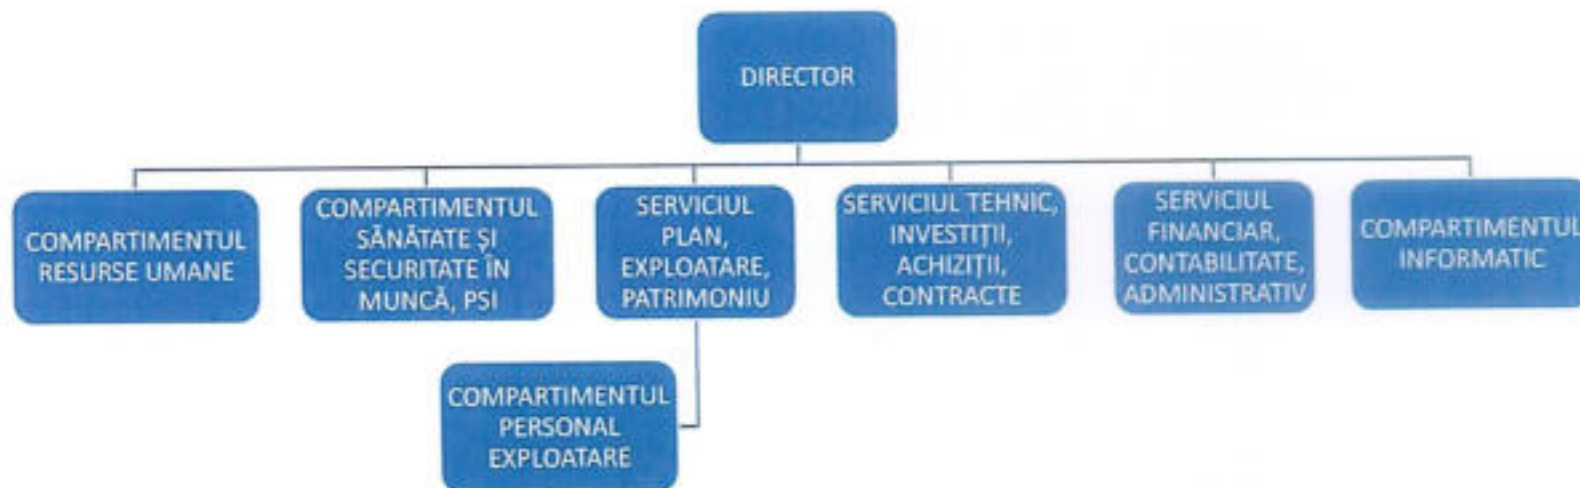 DIRECTOR
COMPARTIMENTUL
RESURSE UMANE
COMPARTIMENTUL
SĂNĂTATE ȘI
SECURITATE ÎN
MUNCĂ, PSI
SERVICIUL
PLAN,
EXPLOATARE,
PATRIMONIU
SERVICIUL TEHNIC,
INVESTIȚII,
ACHIZIȚII,
CONTRACTE
SERVICIUL
FINANCIAR,
CONTABILITATE,
ADMINISTRATIV
COMPARTIMENTUL
INFORMATIC
COMPARTIMENTUL
PERSONAL
EXPLOATARE